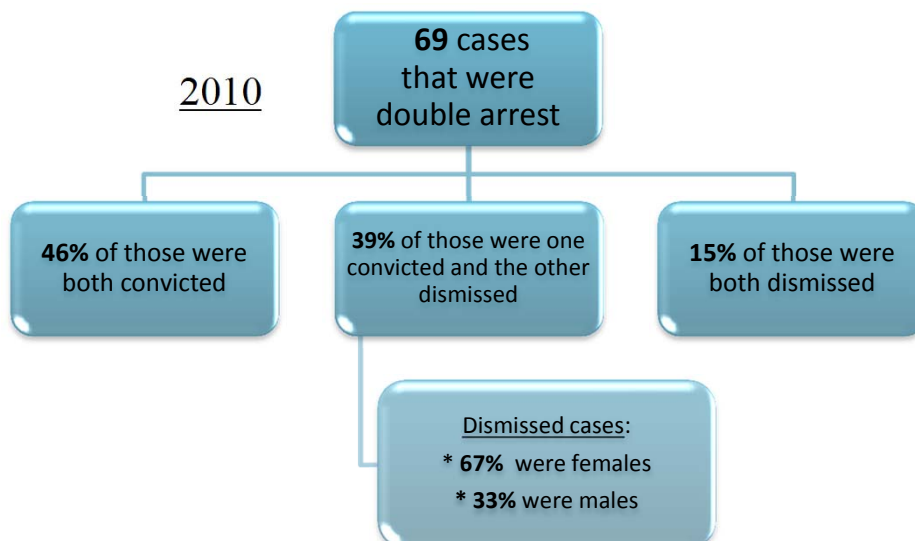 69 cases
that were
double arrest
2010
46% of those were
both convicted
39% of those were one
convicted and the other
dismissed
15% of those were
both dismissed
Dismissed cases:
* 67% were females
* 33% were males